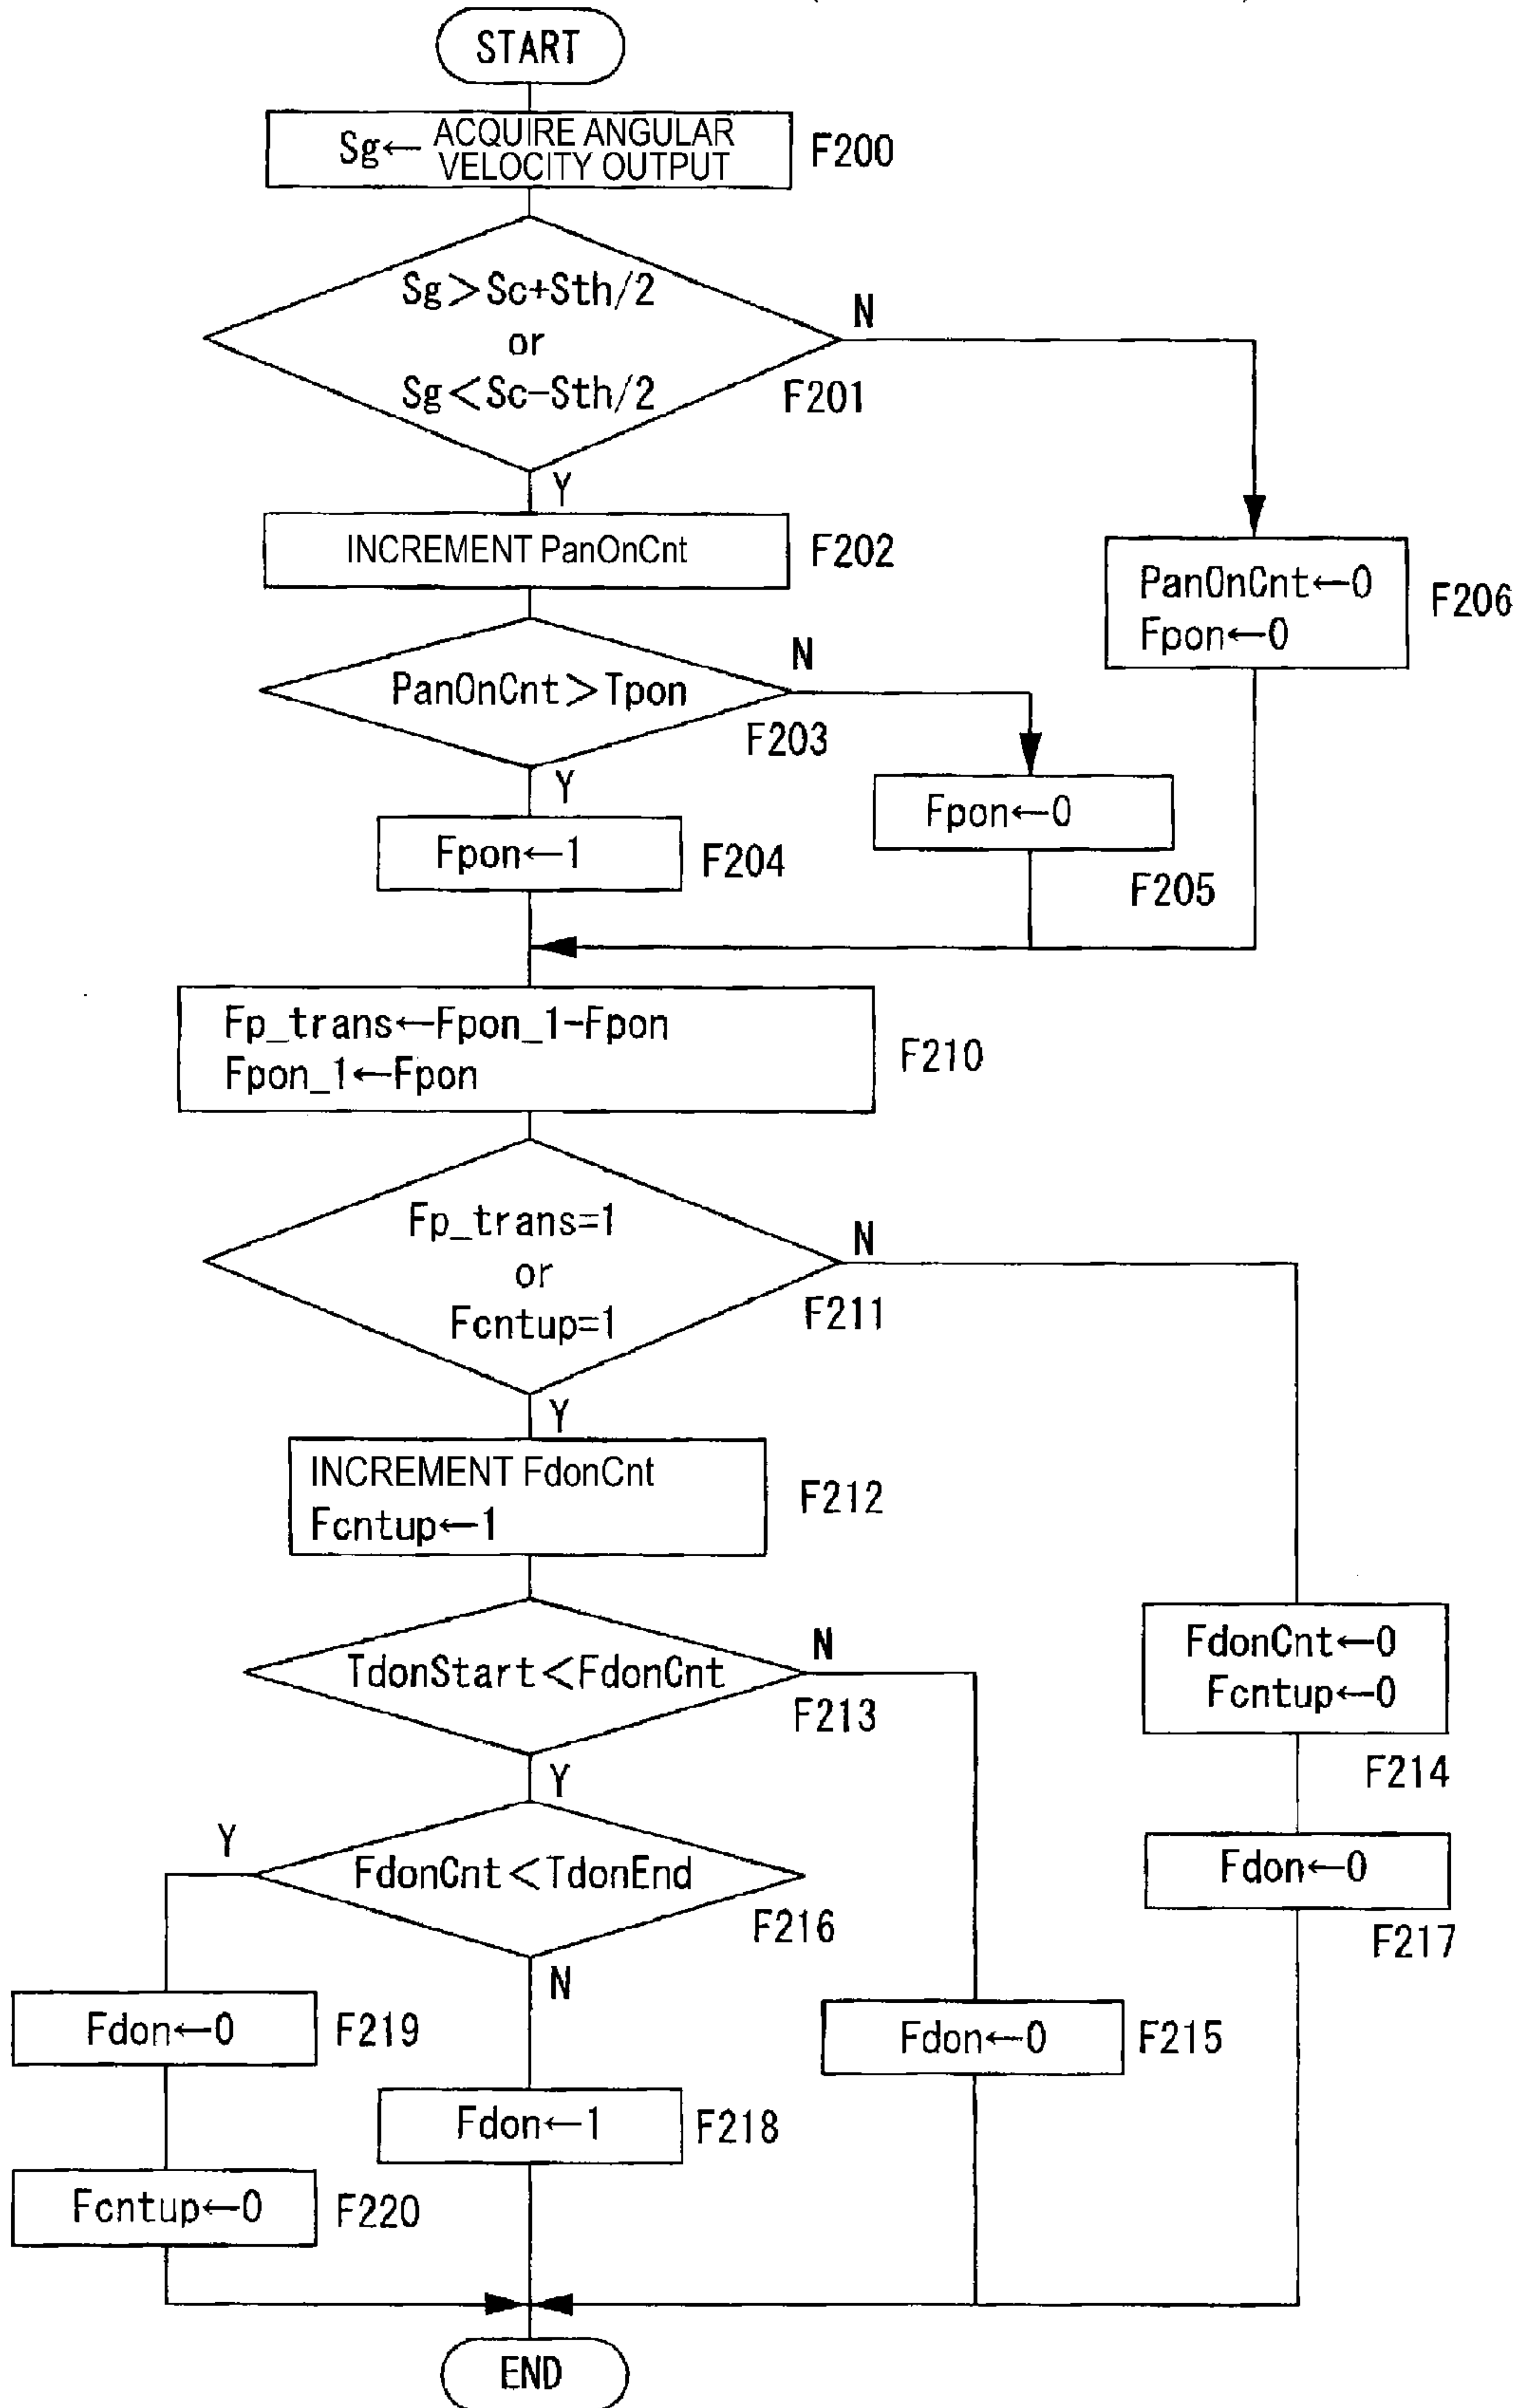 START
Sg← ACQUIRE ANGULAR
VELOCITY OUTPUT
F200
Sg>Sc+Sth/2
or
Sg<Sc-Sth/2
N
F201
Y
INCREMENT PanOnCnt
F202
PanOnCnt←0
Fpon←0
F206
PanOnCnt>Tpon
N
F203
Y
Fpon←0
F205
Fpon←1
F204
Fp_trans←Fpon_1-Fpon
Fpon_1←Fpon
F210
Fp_trans=1
or
Fcntup=1
N
F211
Y
INCREMENT FdonCnt
Fcntup←1
F212
TdonStart<FdonCnt
N
F213
Y
FdonCnt←0
Fcntup←0
F214
Y
FdonCnt<TdonEnd
F216
N
Fdon←0
F217
Fdon←0
F219
Fdon←0
F215
Fdon←1
F218
Fcntup←0
F220
END